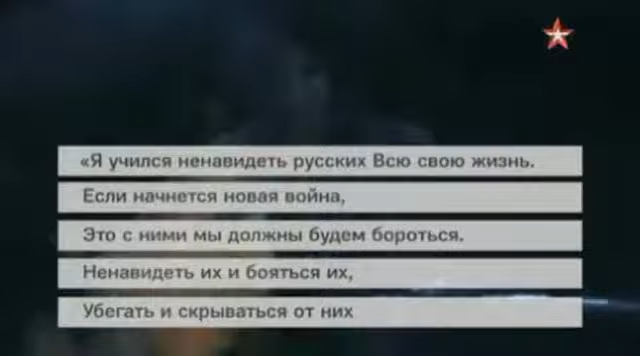 «Я учился ненавидеть русских Всю свою жизнь.
Если начнется новая война,
Это с ними мы должны будем бороться.
Ненавидеть их и бояться их,
Убегать и скрываться от них